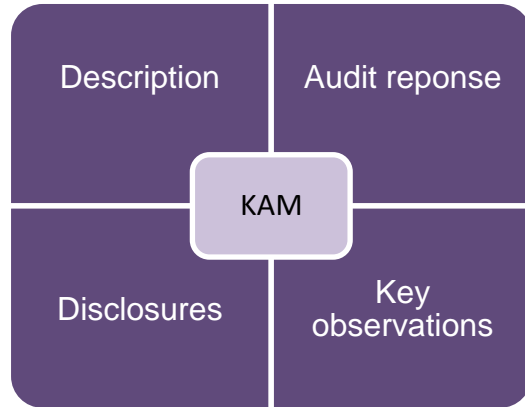 Description
Audit reponse
KAM
Disclosures
Key
observations